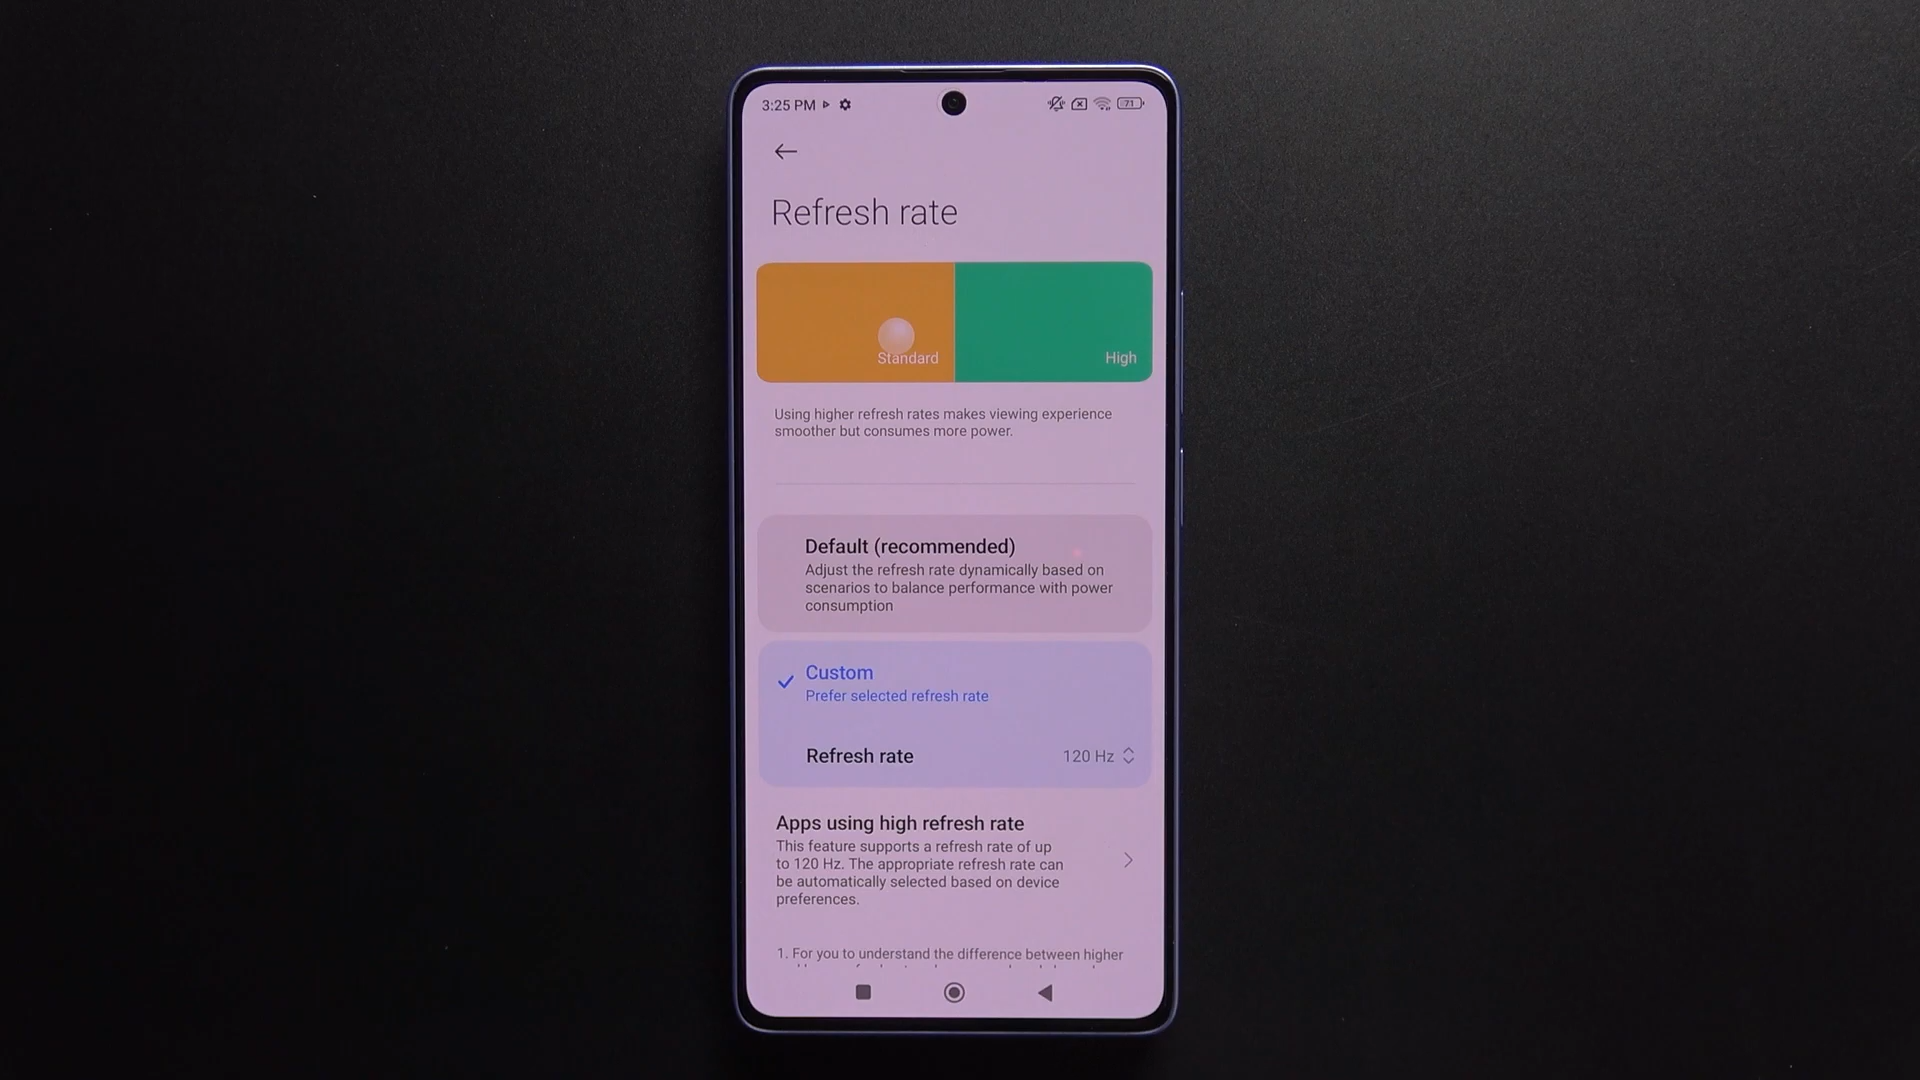 3:25 PM
71
Refresh rate
Standard
High
Using higher refresh rates makes viewing experience
smoother but consumes more power.
Default (recommended)
Adjust the refresh rate dynamically based on
scenarios to balance performance with power
consumption
Custom
Prefer selected refresh rate
Refresh rate 120 Hz
Apps using high refresh rate
This feature supports a refresh rate of up
to 120 Hz. The appropriate refresh rate can
be automatically selected based on device
preferences.
1. For you to understand the difference between higher